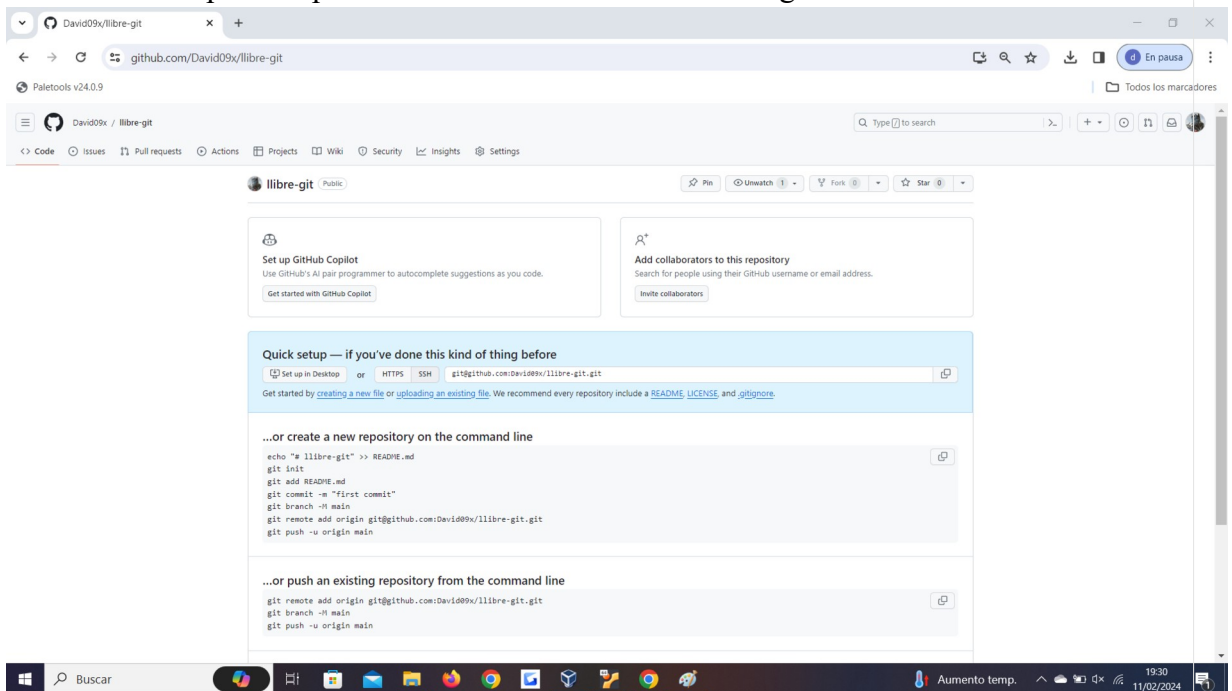 David09x/llibre-git
github.com/David09x/llibre-git
d En pausa
Paletools v24.0.9
Todos los marcadores
David09x / llibre-git
Type / to search
Code Issues Pull requests Actions Projects Wiki Security Insights Settings
llibre-git Public
Pin Unwatch 1 Fork 0 Star 0
Set up GitHub Copilot
Use GitHub's AI pair programmer to autocomplete suggestions as you code.
Get started with GitHub Copilot
Add collaborators to this repository
Search for people using their GitHub username or email address.
Invite collaborators
Quick setup — if you've done this kind of thing before
Set up in Desktop or HTTPS SSH git@github.com:David09x/llibre-git.git
Get started by creating a new file or uploading an existing file. We recommend every repository include a README, LICENSE, and .gitignore.
...or create a new repository on the command line
echo "# llibre-git" >> README.md
git init
git add README.md
git commit -m "first commit"
git branch -M main
git remote add origin git@github.com:David09x/llibre-git.git
git push -u origin main
...or push an existing repository from the command line
git remote add origin git@github.com:David09x/llibre-git.git
git branch -M main
git push -u origin main
Buscar
Aumento temp.
19:30
11/02/2024